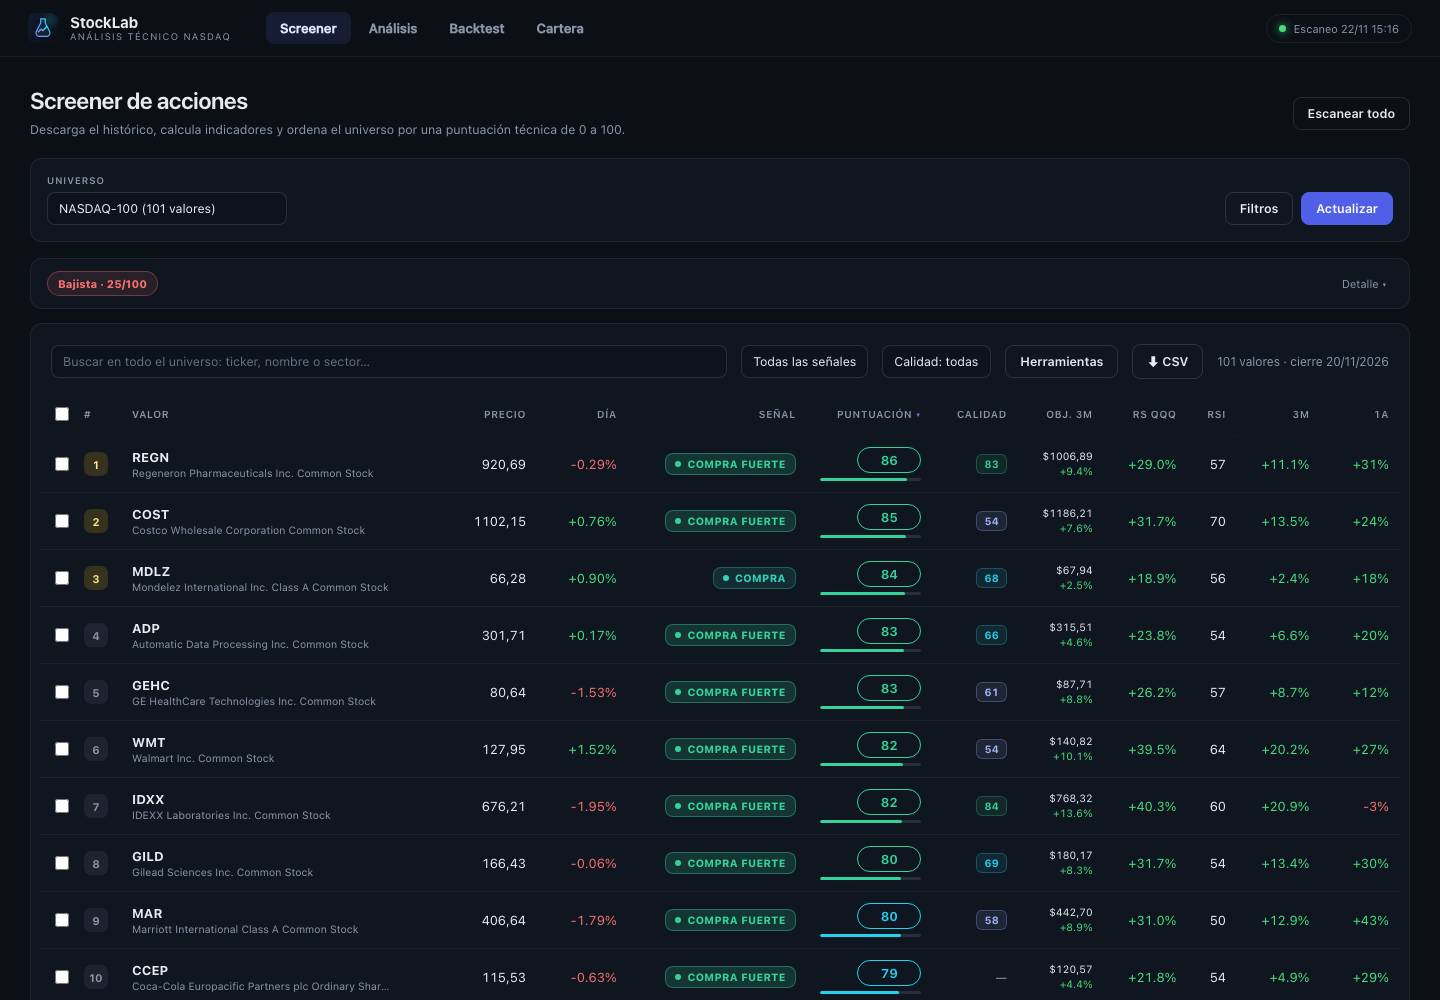 StockLab
ANÁLISIS TÉCNICO NASDAQ
Screener Análisis Backtest Cartera
Escaneo 22/11 15:16
Screener de acciones
Descarga el histórico, calcula indicadores y ordena el universo por una puntuación técnica de 0 a 100.
Escanear todo
UNIVERSO
NASDAQ-100 (101 valores)
Filtros Actualizar
Bajista · 25/100
Detalle
Buscar en todo el universo: ticker, nombre o sector...
Todas las señales Calidad: todas Herramientas CSV 101 valores · cierre 20/11/2026
# VALOR PRECIO DÍA SEÑAL PUNTUACIÓN CALIDAD OBJ. 3M RS QQQ RSI 3M 1A
1 REGN 920,69 -0.29% COMPRA FUERTE 86 83 $1006,89 +29.0% 57 +11.1% +31%
Regeneron Pharmaceuticals Inc. Common Stock +9.4%
2 COST 1102,15 +0.76% COMPRA FUERTE 85 54 $1186,21 +31.7% 70 +13.5% +24%
Costco Wholesale Corporation Common Stock +7.6%
3 MDLZ 66,28 +0.90% COMPRA 84 68 $67,94 +18.9% 56 +2.4% +18%
Mondelez International Inc. Class A Common Stock +2.5%
4 ADP 301,71 +0.17% COMPRA FUERTE 83 66 $315,51 +23.8% 54 +6.6% +20%
Automatic Data Processing Inc. Common Stock +4.6%
5 GEHC 80,64 -1.53% COMPRA FUERTE 83 61 $87,71 +26.2% 57 +8.7% +12%
GE HealthCare Technologies Inc. Common Stock +8.8%
6 WMT 127,95 +1.52% COMPRA FUERTE 82 54 $140,82 +39.5% 64 +20.2% +27%
Walmart Inc. Common Stock +10.1%
7 IDXX 676,21 -1.95% COMPRA FUERTE 82 84 $768,32 +40.3% 60 +20.9% -3%
IDEXX Laboratories Inc. Common Stock +13.6%
8 GILD 166,43 -0.06% COMPRA FUERTE 80 69 $180,17 +31.7% 54 +13.4% +30%
Gilead Sciences Inc. Common Stock +8.3%
9 MAR 406,64 -1.79% COMPRA FUERTE 80 58 $442,70 +31.0% 50 +12.9% +43%
Marriott International Class A Common Stock +8.9%
10 CCEP 115,53 -0.63% COMPRA FUERTE 79 — $120,57 +21.8% 54 +4.9% +29%
Coca-Cola Europacific Partners plc Ordinary Shar... +4.4%